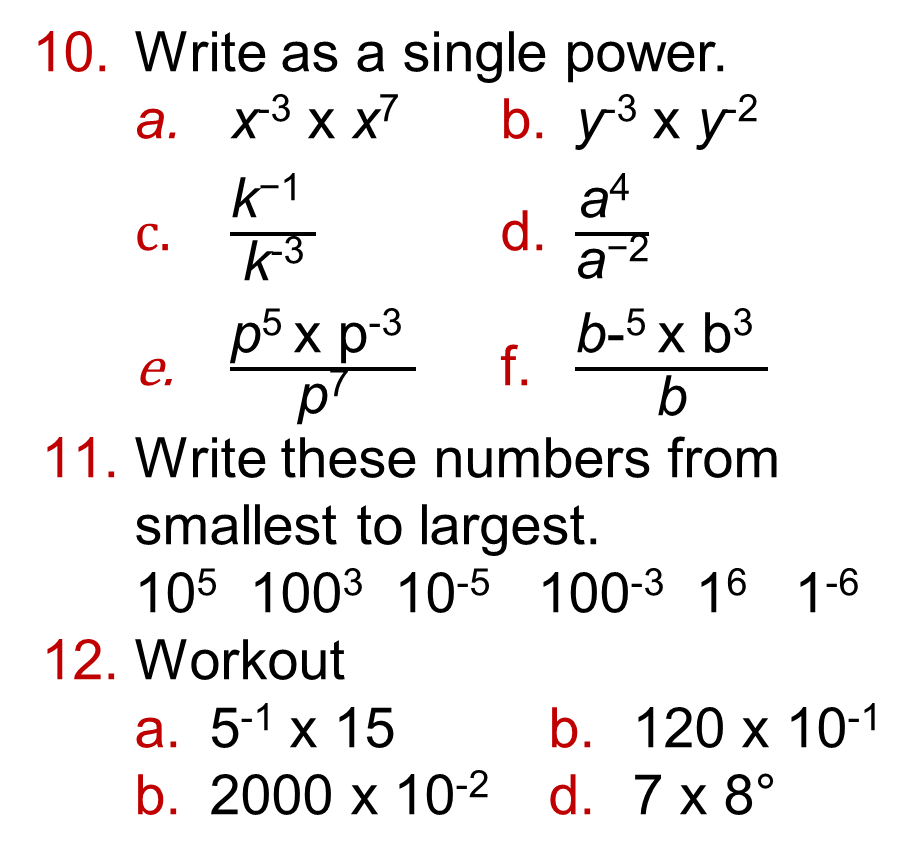 10. Write as a single power.
a. x⁻³ x x⁷ b. y⁻³ x y⁻²
c. k⁻¹ / k⁻³ d. a⁴ / a⁻²
e. p⁵ x p⁻³ / p⁷ f. b-⁵ x b³ / b
11. Write these numbers from
smallest to largest.
10⁵ 100³ 10⁻⁵ 100⁻³ 1⁶ 1⁻⁶
12. Workout
a. 5⁻¹ x 15 b. 120 x 10⁻¹
b. 2000 x 10⁻² d. 7 x 8°